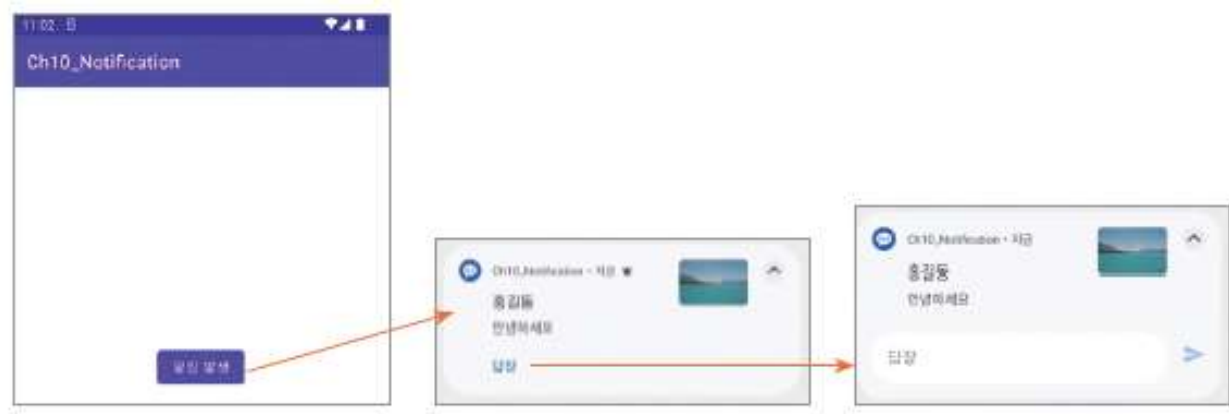 11:02
Ch10_Notification
알림 발생
Ch10_Notification • 지금
홍길동
안녕하세요
답장
Ch10_Notification • 지금
홍길동
안녕하세요
답장